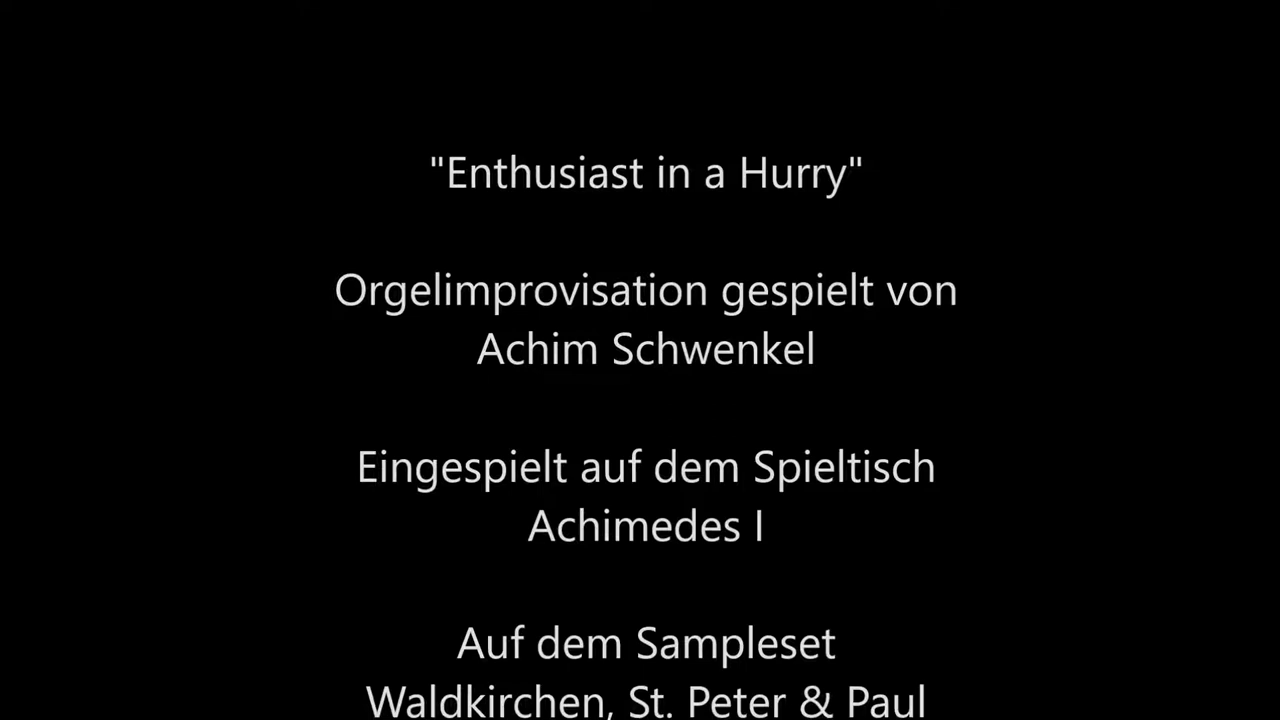 "Enthusiast in a Hurry"
Orgelimprovisation gespielt von
Achim Schwenkel
Eingespielt auf dem Spieltisch
Achimedes I
Auf dem Sampleset
Waldkirchen, St. Peter & Paul